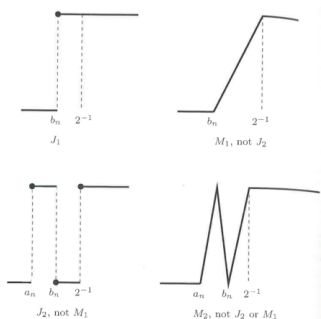 b_n 2^{-1}
J_1
b_n 2^{-1}
M_1, not J_2
a_n b_n 2^{-1}
J_2, not M_1
a_n b_n 2^{-1}
M_2, not J_2 or M_1